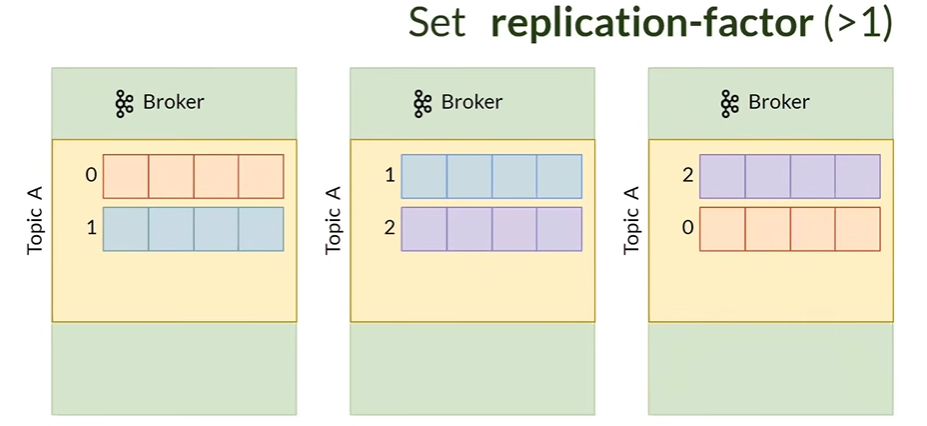 Set replication-factor (>1)
Broker
Topic A
0
1
Broker
Topic A
1
2
Broker
Topic A
2
0